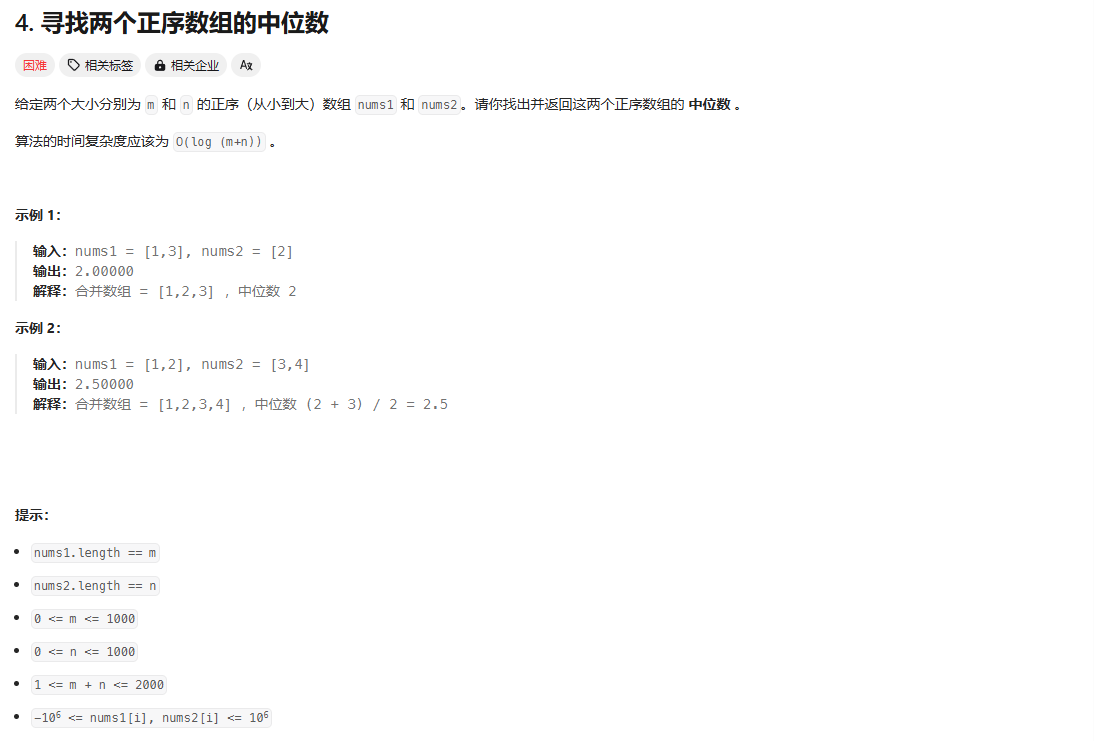 4. 寻找两个正序数组的中位数
困难 相关标签 相关企业 Aあ
给定两个大小分别为 m 和 n 的正序（从小到大）数组 nums1 和 nums2。请你找出并返回这两个正序数组的 中位数 。
算法的时间复杂度应该为 O(log (m+n)) 。
示例 1：
输入：nums1 = [1,3], nums2 = [2]
输出：2.00000
解释：合并数组 = [1,2,3] ，中位数 2
示例 2：
输入：nums1 = [1,2], nums2 = [3,4]
输出：2.50000
解释：合并数组 = [1,2,3,4] ，中位数 (2 + 3) / 2 = 2.5
提示：
• nums1.length == m
• nums2.length == n
• 0 <= m <= 1000
• 0 <= n <= 1000
• 1 <= m + n <= 2000
• -10⁶ <= nums1[i], nums2[i] <= 10⁶